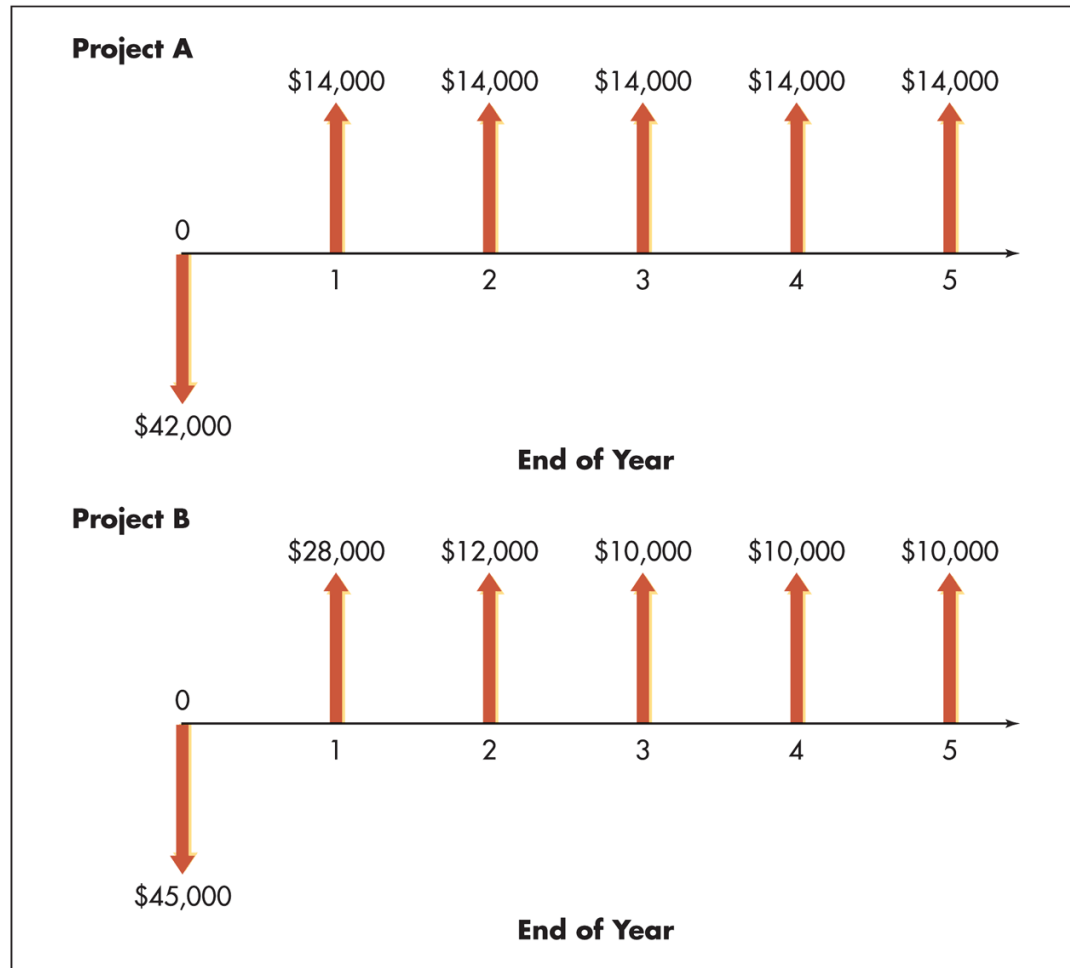 Project A
$14,000 $14,000 $14,000 $14,000 $14,000
0
1 2 3 4 5
$42,000
End of Year
Project B
$28,000 $12,000 $10,000 $10,000 $10,000
0
1 2 3 4 5
$45,000
End of Year